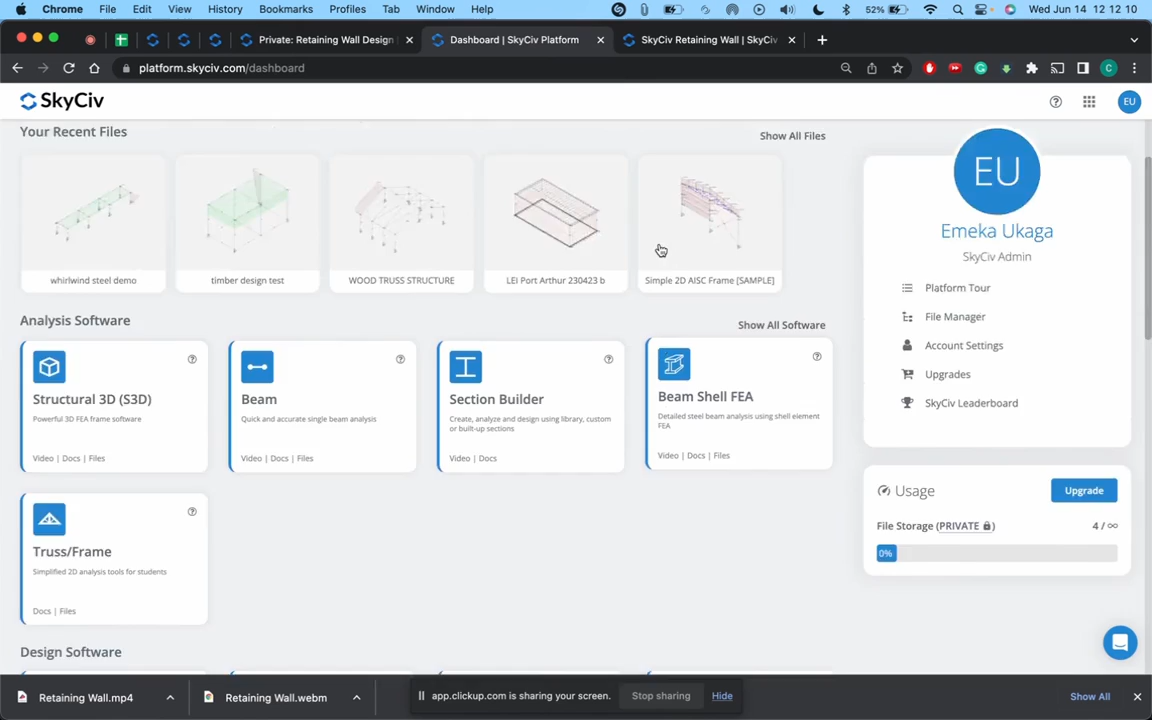 Chrome File Edit View History Bookmarks Profiles Tab Window Help 52% Wed Jun 14 12 12 10
Private: Retaining Wall Design Dashboard | SkyCiv Platform SkyCiv Retaining Wall | SkyCiv
platform.skyciv.com/dashboard C
SkyCiv EU
Your Recent Files Show All Files
whirlwind steel demo timber design test WOOD TRUSS STRUCTURE LEI Port Arthur 230423 b Simple 2D AISC Frame [SAMPLE]
EU
Emeka Ukaga
SkyCiv Admin
Platform Tour
File Manager
Account Settings
Upgrades
SkyCiv Leaderboard
Analysis Software Show All Software
Structural 3D (S3D)
Powerful 3D FEA frame software
Video | Docs | Files
Beam
Quick and accurate single beam analysis
Video | Docs | Files
Section Builder
Create, analyze and design using library, custom
or built-up sections
Video | Docs
Beam Shell FEA
Detailed steel beam analysis using shell element
FEA
Video | Docs | Files
Truss/Frame
Simplified 2D analysis tools for students
Docs | Files
Usage Upgrade
File Storage (PRIVATE) 4 / ∞
0%
Design Software
Retaining Wall.mp4 Retaining Wall.webm app.clickup.com is sharing your screen. Stop sharing Hide Show All